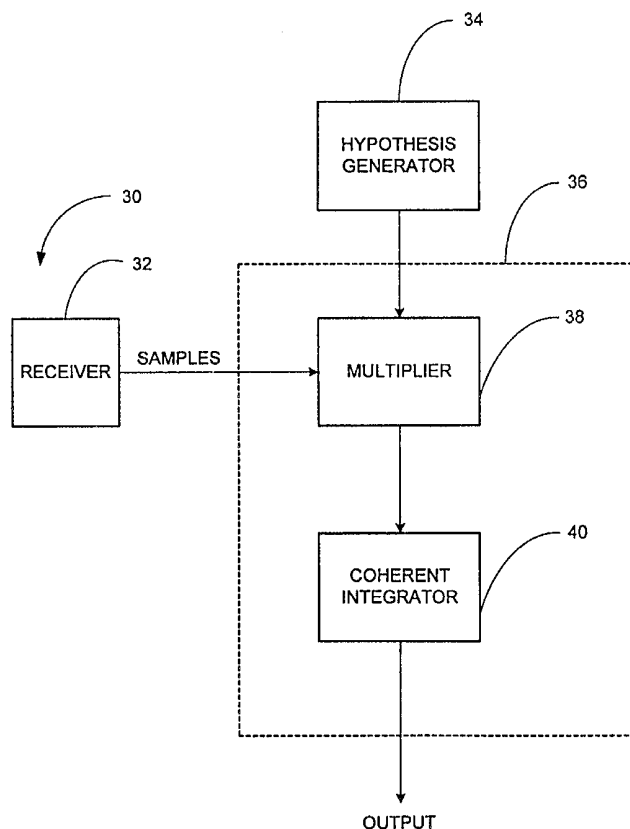 34
HYPOTHESIS
GENERATOR
36
30
32
38
RECEIVER
SAMPLES
MULTIPLIER
40
COHERENT
INTEGRATOR
OUTPUT